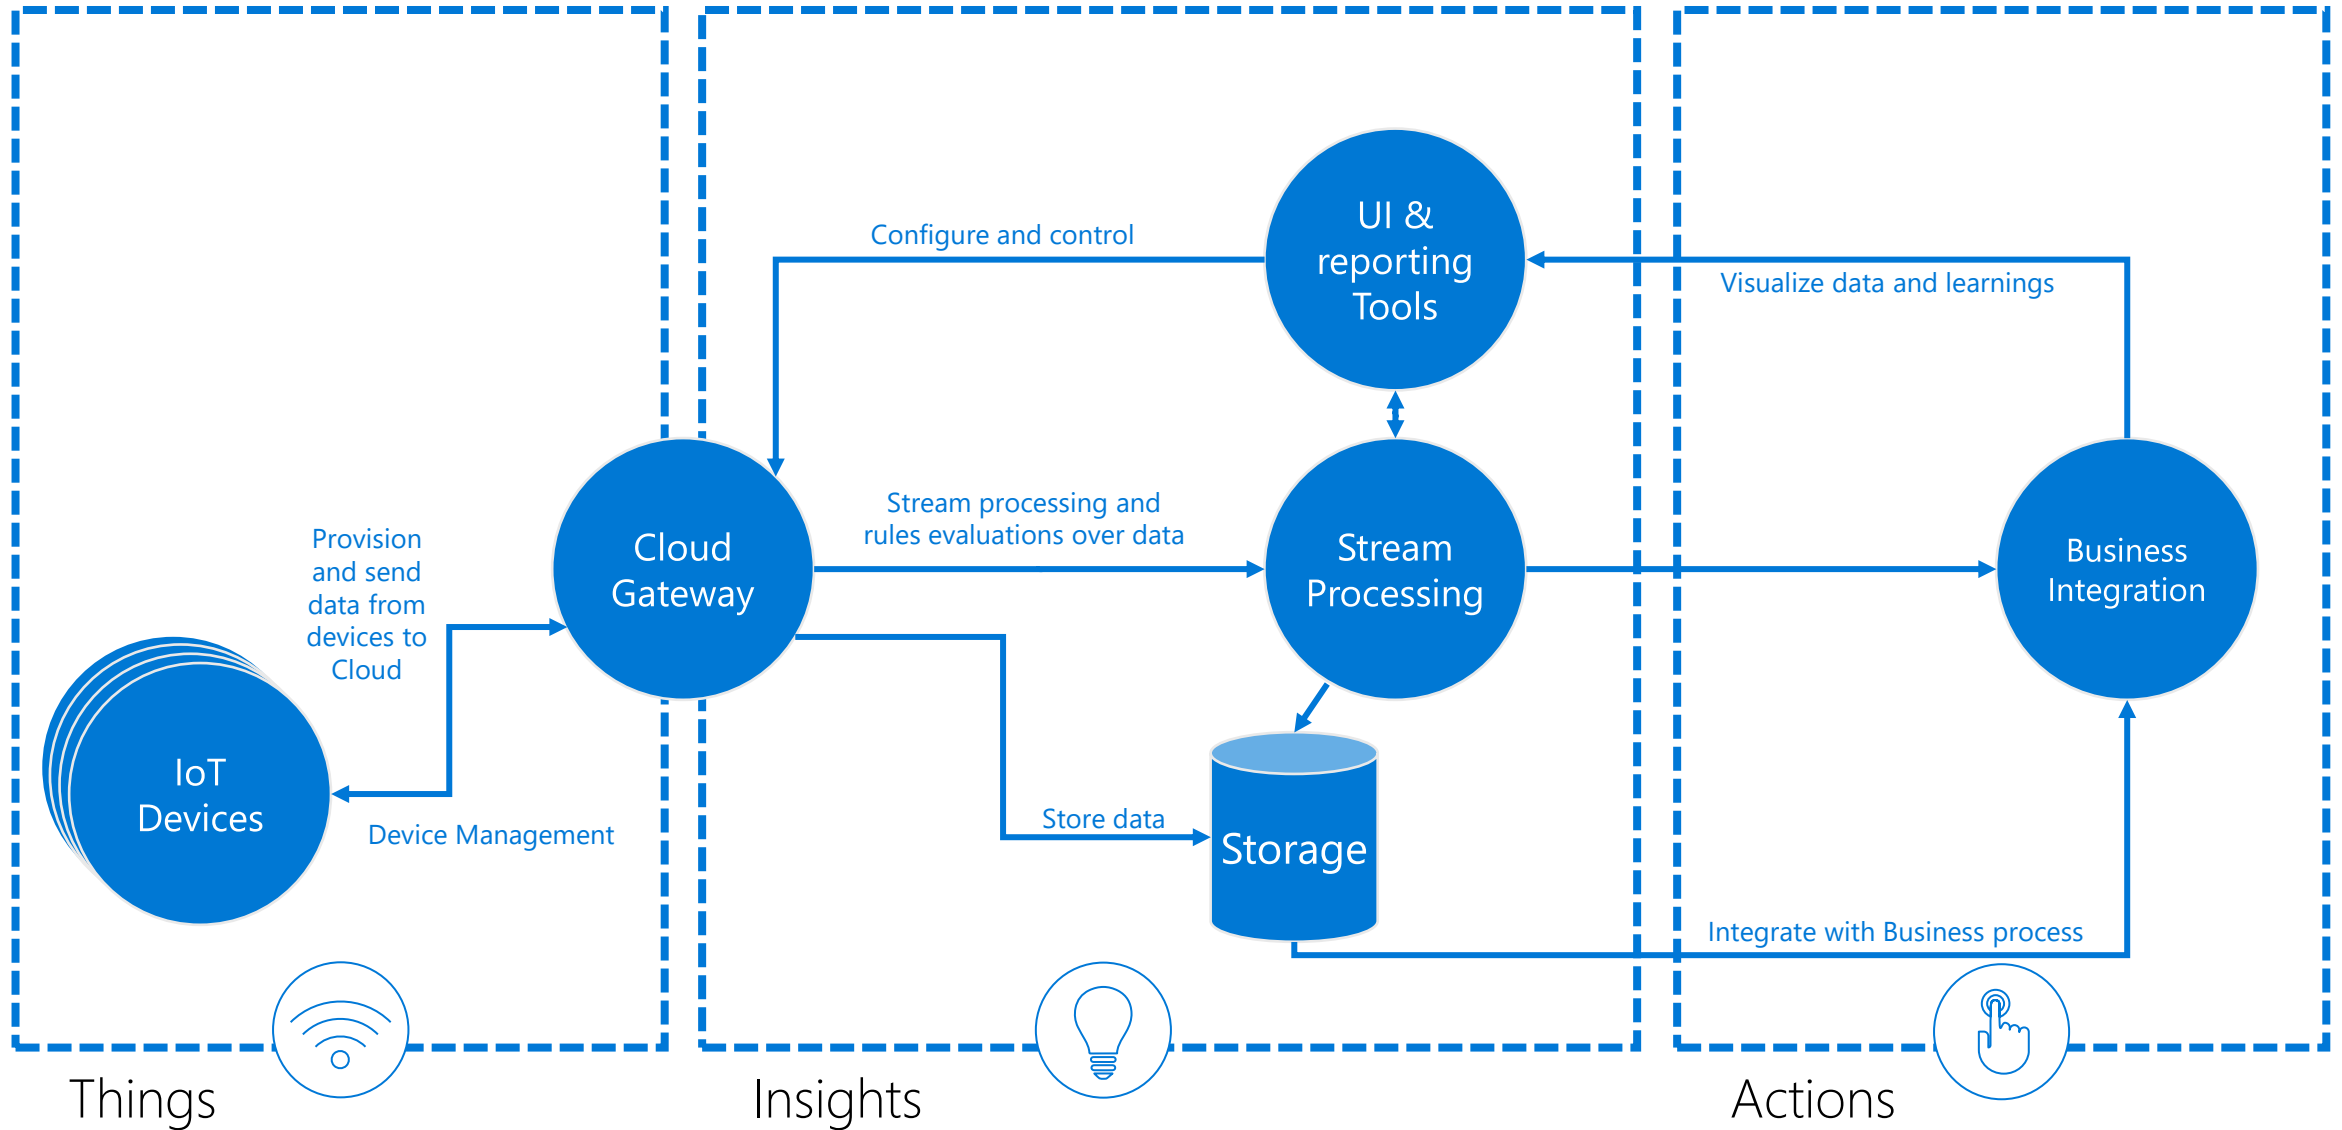 UI &
reporting
Tools
Configure and control
Visualize data and learnings
Stream processing and
rules evaluations over data
Provision
and send
data from
devices to
Cloud
Cloud
Gateway
Stream
Processing
Business
Integration
IoT
Devices
Device Management
Store data
Storage
Integrate with Business process
Things
Insights
Actions